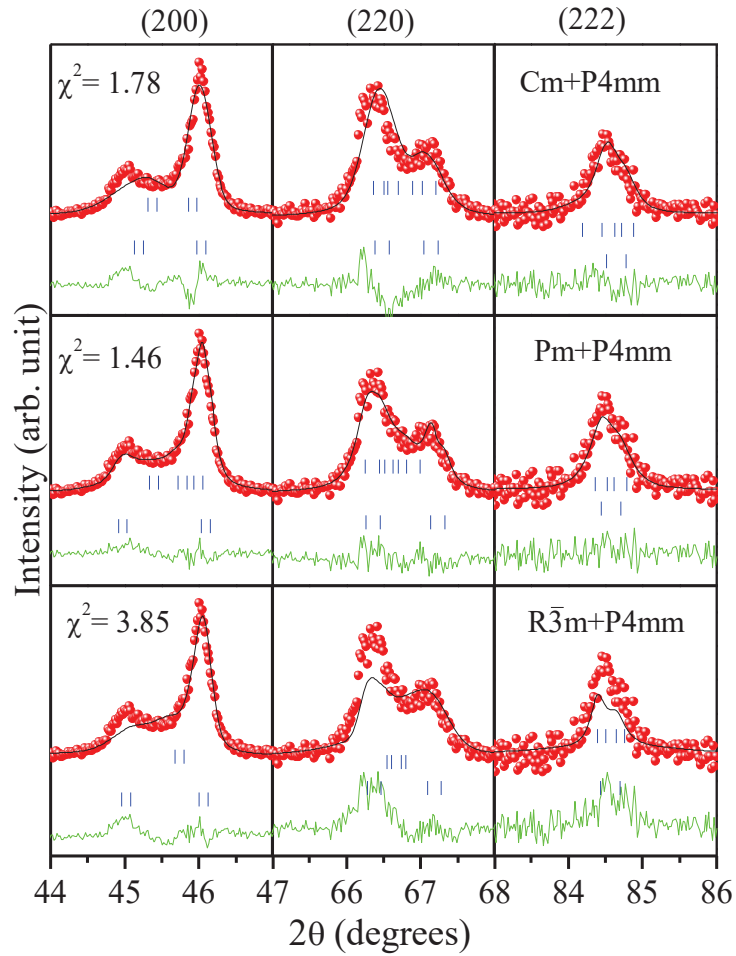 (200) (220) (222)
χ²= 1.78 Cm+P4mm
χ²= 1.46 Pm+P4mm
χ²= 3.85 R3̅m+P4mm
Intensity (arb. unit)
44 45 46 47 66 67 68 84 85 86
2θ (degrees)